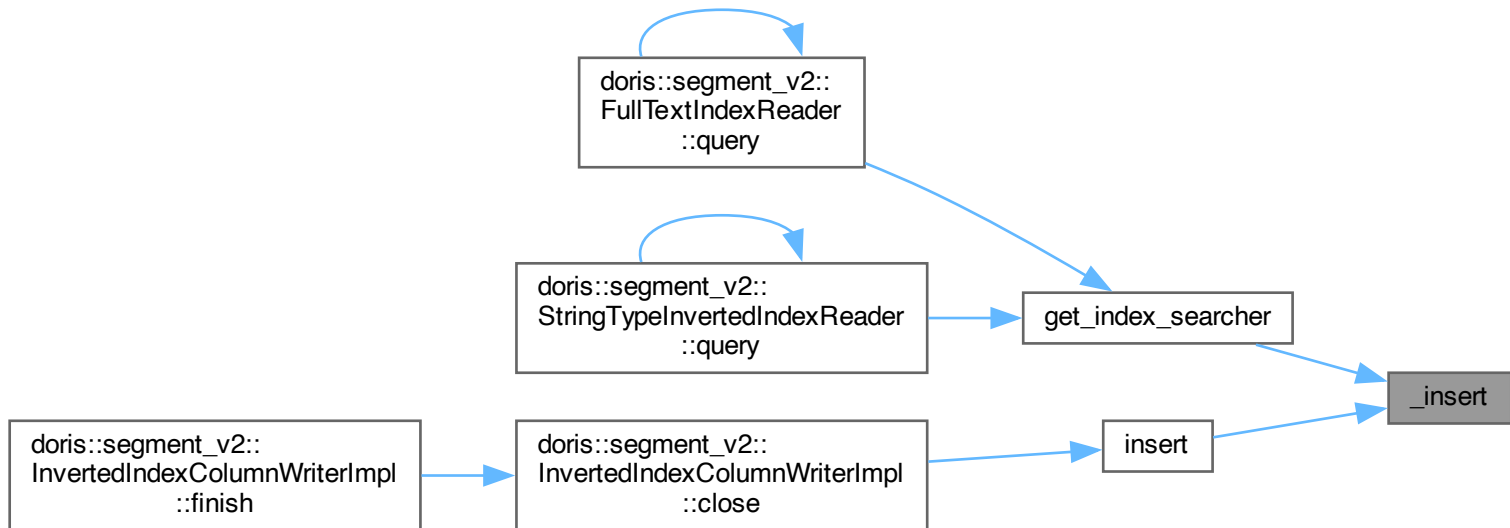 doris::segment_v2::
FullTextIndexReader
::query
doris::segment_v2::
StringTypeInvertedIndexReader
::query
get_index_searcher
_insert
doris::segment_v2::
InvertedIndexColumnWriterImpl
::finish
doris::segment_v2::
InvertedIndexColumnWriterImpl
::close
insert